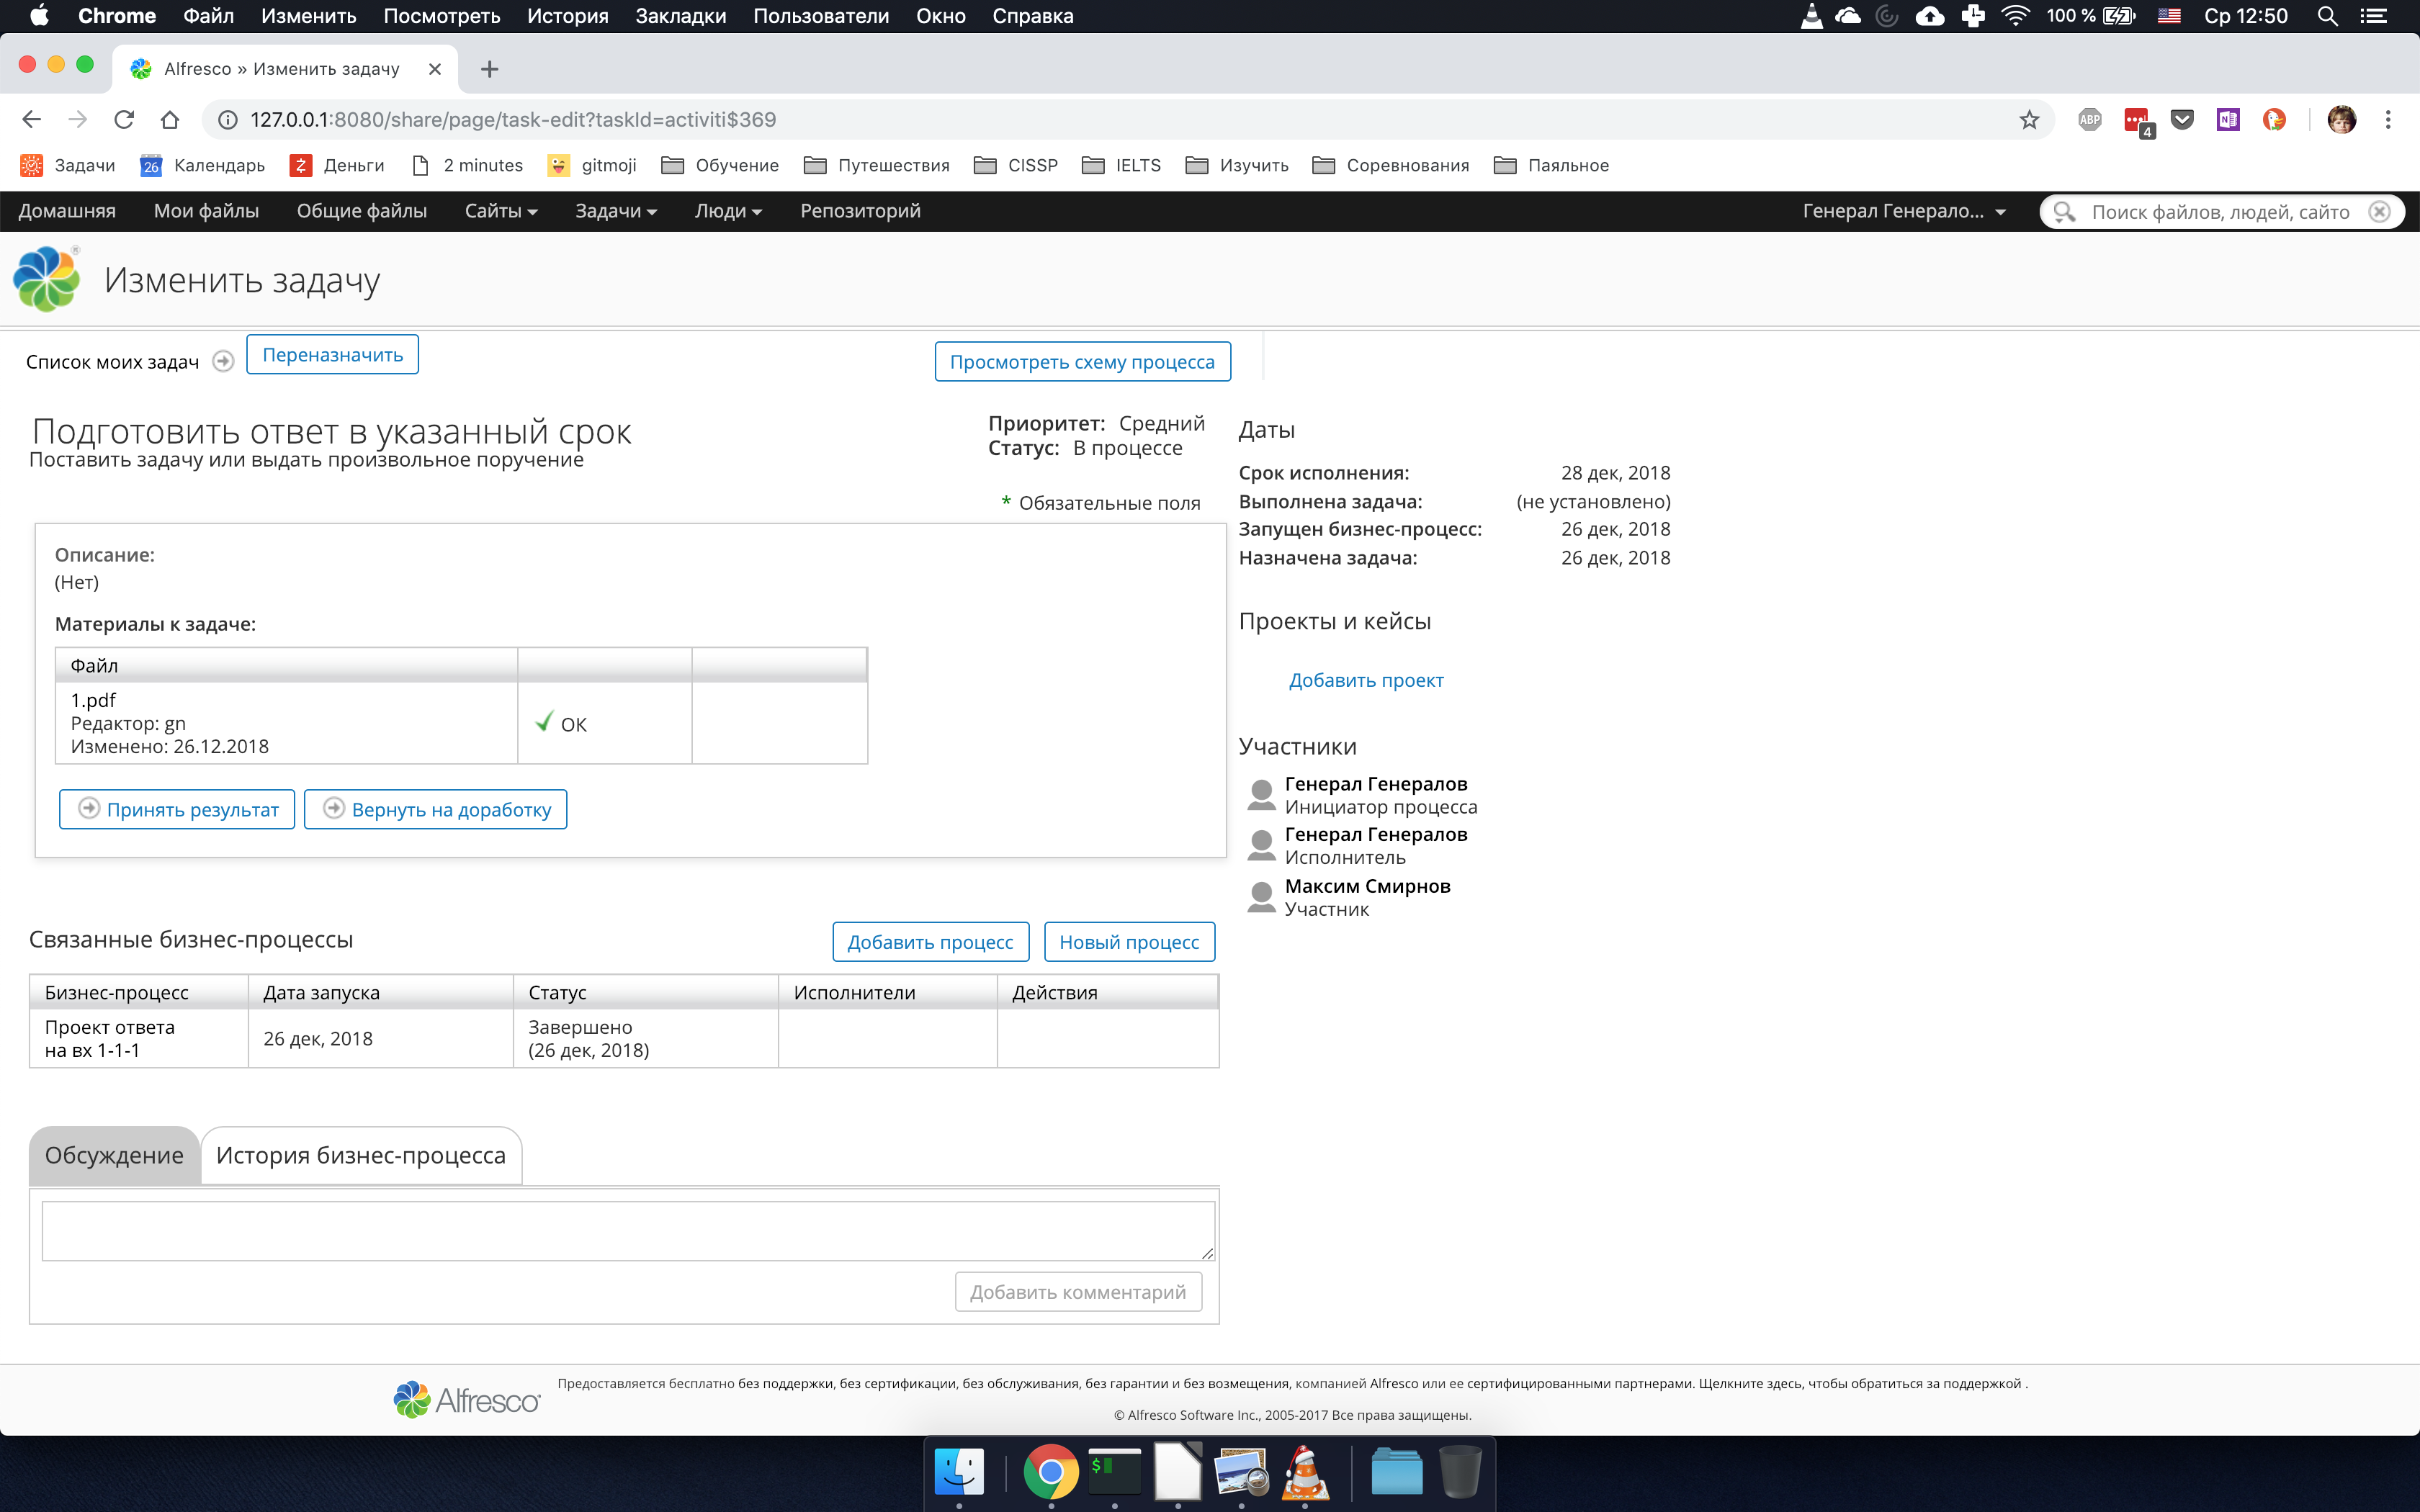 Chrome Файл Изменить Посмотреть История Закладки Пользователи Окно Справка 100 % Ср 12:50
Alfresco » Изменить задачу
127.0.0.1:8080/share/page/task-edit?taskId=activiti$369 ABP 4 N
26
Задачи Календарь Деньги 2 minutes gitmoji Обучение Путешествия CISSP IELTS Изучить Соревнования Паяльное
Домашняя Мои файлы Общие файлы Сайты Задачи Люди Репозиторий Генерал Генерало... Поиск файлов, людей, сайто
Изменить задачу
Список моих задач Переназначить Просмотреть схему процесса
Подготовить ответ в указанный срок
Поставить задачу или выдать произвольное поручение
Приоритет: Средний
Статус: В процессе
* Обязательные поля
Описание:
(Нет)
Материалы к задаче:
Файл
1.pdf
Редактор: gn
Изменено: 26.12.2018
ОК
Принять результат Вернуть на доработку
Связанные бизнес-процессы Добавить процесс Новый процесс
Бизнес-процесс Дата запуска Статус Исполнители Действия
Проект ответа
на вх 1-1-1
26 дек, 2018
Завершено
(26 дек, 2018)
Обсуждение История бизнес-процесса
Добавить комментарий
Даты
Срок исполнения: 28 дек, 2018
Выполнена задача: (не установлено)
Запущен бизнес-процесс: 26 дек, 2018
Назначена задача: 26 дек, 2018
Проекты и кейсы
Добавить проект
Участники
Генерал Генералов
Инициатор процесса
Генерал Генералов
Исполнитель
Максим Смирнов
Участник
Alfresco
Предоставляется бесплатно без поддержки, без сертификации, без обслуживания, без гарантии и без возмещения, компанией Alfresco или ее сертифицированными партнерами. Щелкните здесь, чтобы обратиться за поддержкой .
© Alfresco Software Inc., 2005-2017 Все права защищены.
$